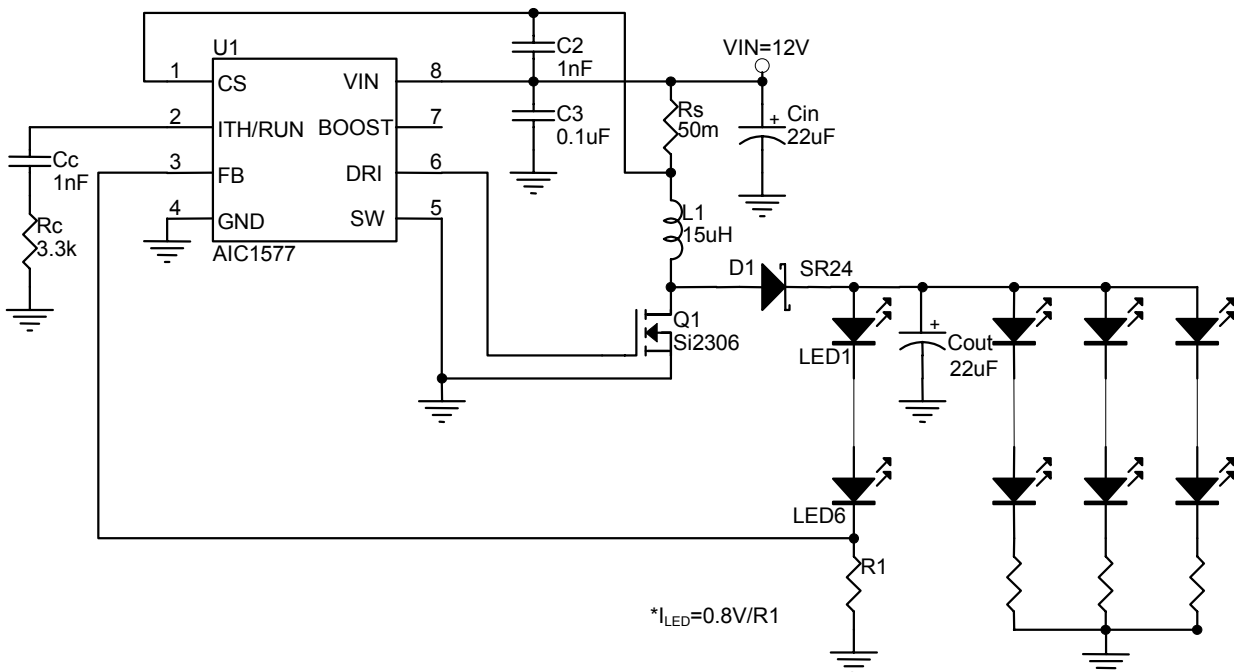 U1
AIC1577
1
2
3
4
CS
ITH/RUN
FB
GND
VIN
BOOST
DRI
SW
8
7
6
5
Cc
1nF
Rc
3.3k
C2
1nF
C3
0.1uF
VIN=12V
Rs
50m
+
Cin
22uF
L1
15uH
D1
SR24
Q1
Si2306
LED1
+
Cout
22uF
LED6
R1
*ILED=0.8V/R1